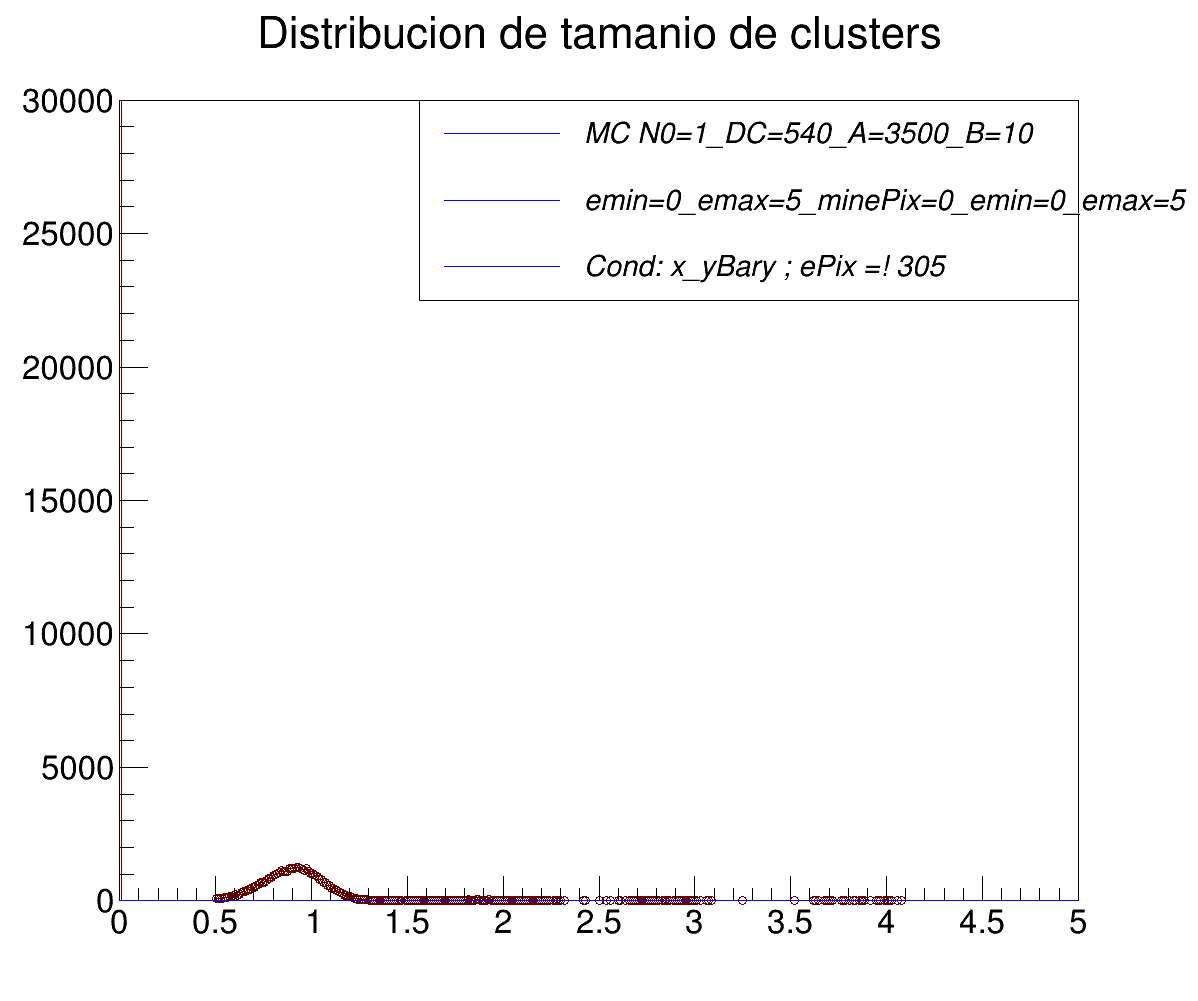 Distribucion de tamanio de clusters
30000
MC N0=1_DC=540_A=3500_B=10
emin=0_emax=5_minePix=0_emin=0_emax=5
25000
Cond: x_yBary ; ePix =! 305
20000
15000
10000
5000
0
0 0.5 1 1.5 2 2.5 3 3.5 4 4.5 5